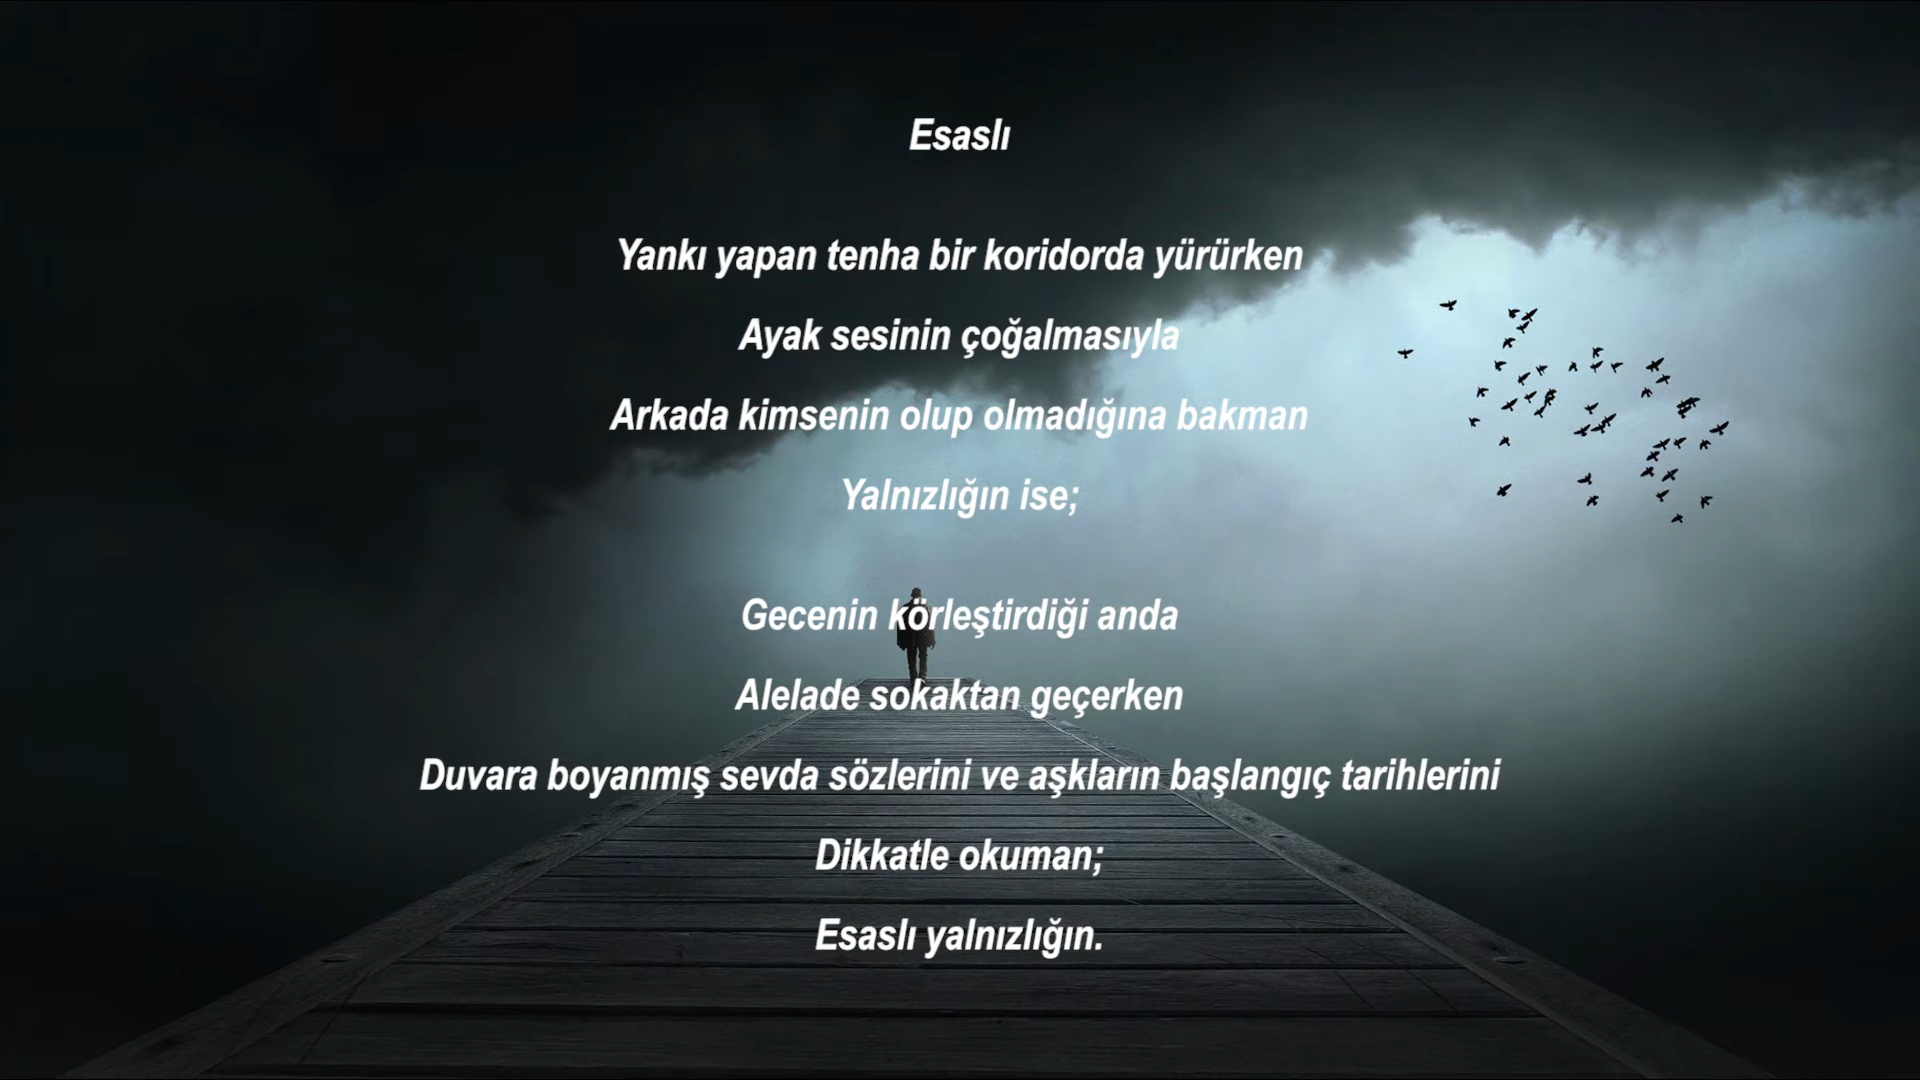 Esaslı
Yankı yapan tenha bir koridorda yürürken
Ayak sesinin çoğalmasıyla
Arkada kimsenin olup olmadığına bakman
Yalnızlığın ise;
Gecenin körleştirdiği anda
Alelade sokaktan geçerken
Duvara boyanmış sevda sözlerini ve aşkların başlangıç tarihlerini
Dikkatle okuman;
Esaslı yalnızlığın.